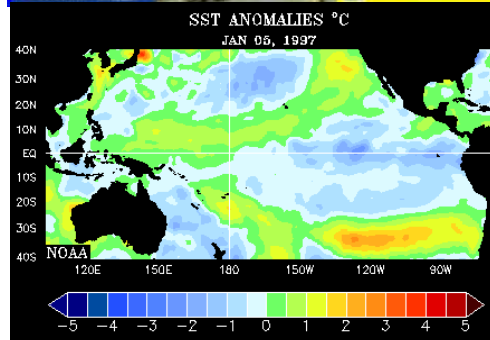 SST ANOMALIES °C
JAN 05, 1997
40N
30N
20N
10N
EQ
10S
20S
30S
40S
NOAA
120E 150E 180 150W 120W 90W
-5 -4 -3 -2 -1 0 1 2 3 4 5